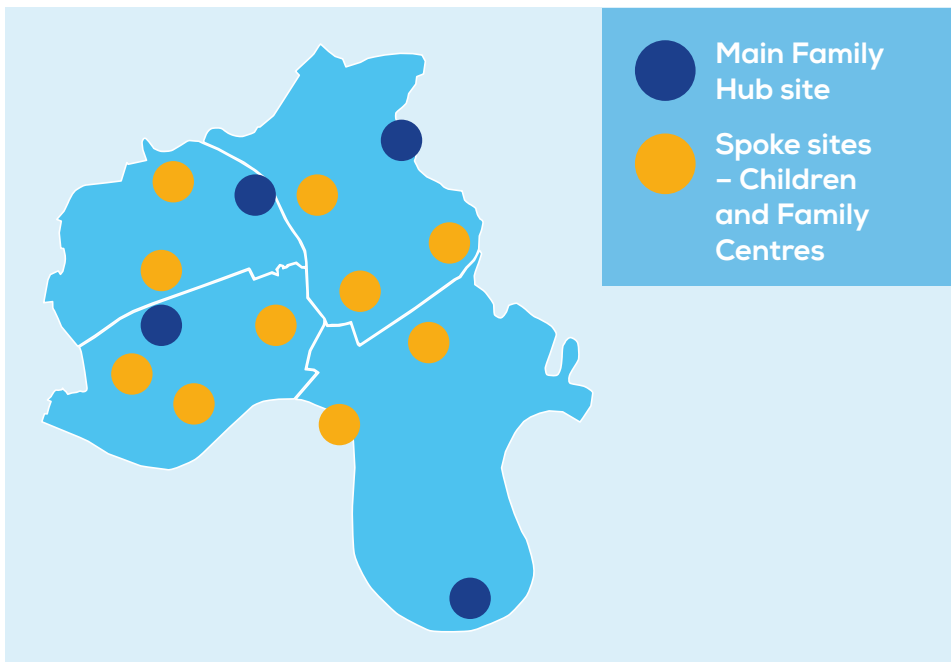 Main Family
Hub site
Spoke sites
– Children
and Family
Centres